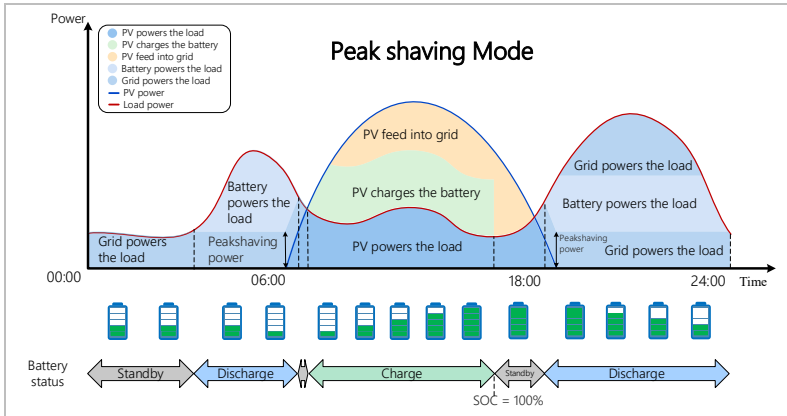 Power
Peak shaving Mode
PV powers the load
PV charges the battery
PV feed into grid
Battery powers the load
Grid powers the load
PV power
Load power
PV feed into grid
Grid powers the load
Battery
powers the
load
PV charges the battery
Battery powers the load
Grid powers
the load
Peakshaving
power
PV powers the load
Peakshaving
power
Grid powers the load
00:00
06:00
18:00
24:00
Time
Battery
status
Standby
Discharge
Charge
Standby
Discharge
SOC = 100%